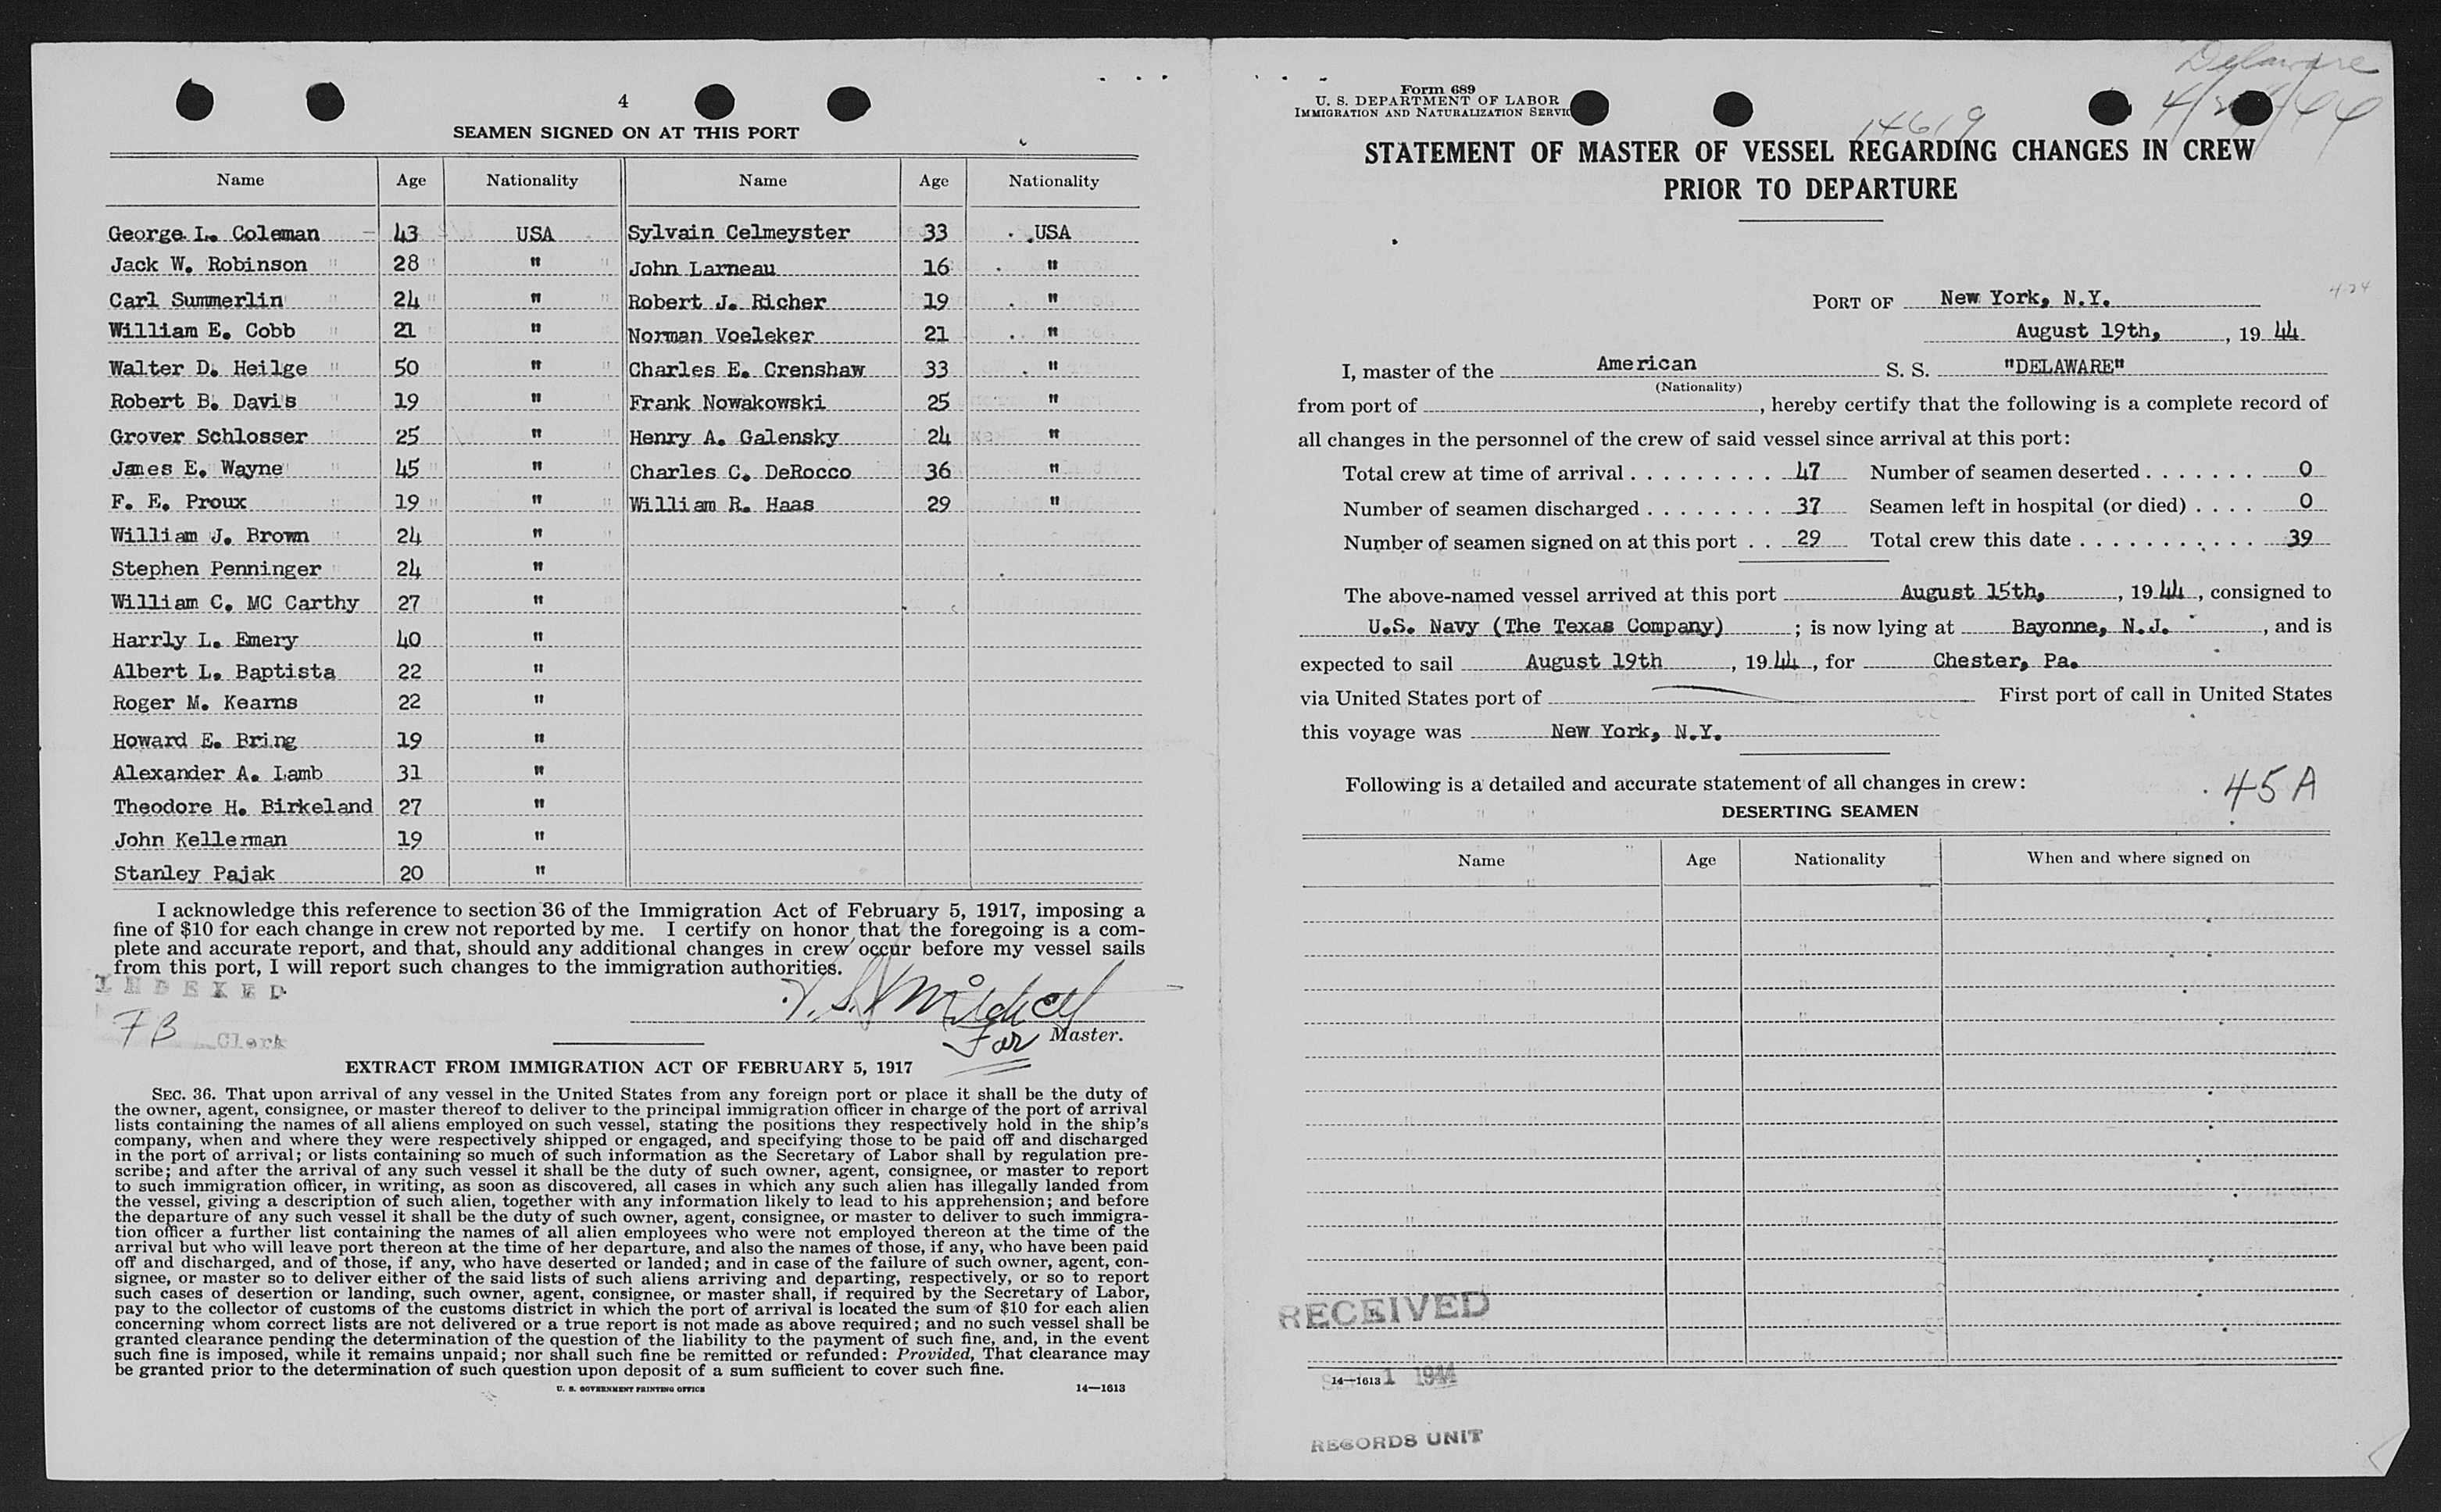 4
SEAMEN SIGNED ON AT THIS PORT
Name Age Nationality Name Age Nationality
George L. Coleman 43 USA Sylvain Celmeyster 33 USA
Jack W. Robinson 28 " John Larneau 16 "
Carl Summerlin 24 " Robert J. Richer 19 "
William E. Cobb 21 " Norman Voeleker 21 "
Walter D. Heilge 50 " Charles E. Crenshaw 33 "
Robert B. Davis 19 " Frank Nowakowski 25 "
Grover Schlosser 25 " Henry A. Galensky 24 "
James E. Wayne 45 " Charles C. DeRocco 36 "
F. E. Proux 19 " William R. Haas 29 "
William J. Brown 24 "
Stephen Penninger 24 "
William C. MC Carthy 27 "
Harrly L. Emery 40 "
Albert L. Baptista 22 "
Roger M. Kearns 22 "
Howard E. Bring 19 "
Alexander A. Lamb 31 "
Theodore H. Birkeland 27 "
John Kellerman 19 "
Stanley Pajak 20 "
I acknowledge this reference to section 36 of the Immigration Act of February 5, 1917, imposing a
fine of $10 for each change in crew not reported by me. I certify on honor that the foregoing is a com-
plete and accurate report, and that, should any additional changes in crew occur before my vessel sails
from this port, I will report such changes to the immigration authorities.
INDEXED
FB Clerk
For Master.
EXTRACT FROM IMMIGRATION ACT OF FEBRUARY 5, 1917
SEC. 36. That upon arrival of any vessel in the United States from any foreign port or place it shall be the duty of
the owner, agent, consignee, or master thereof to deliver to the principal immigration officer in charge of the port of arrival
lists containing the names of all aliens employed on such vessel, stating the positions they respectively hold in the ship's
company, when and where they were respectively shipped or engaged, and specifying those to be paid off and discharged
in the port of arrival; or lists containing so much of such information as the Secretary of Labor shall by regulation pre-
scribe; and after the arrival of any such vessel it shall be the duty of such owner, agent, consignee, or master to report
to such immigration officer, in writing, as soon as discovered, all cases in which any such alien has illegally landed from
the vessel, giving a description of such alien, together with any information likely to lead to his apprehension; and before
the departure of any such vessel it shall be the duty of such owner, agent, consignee, or master to deliver to such immigra-
tion officer a further list containing the names of all alien employees who were not employed thereon at the time of the
arrival but who will leave port thereon at the time of her departure, and also the names of those, if any, who have been paid
off and discharged, and of those, if any, who have deserted or landed; and in case of the failure of such owner, agent, con-
signee, or master so to deliver either of the said lists of such aliens arriving and departing, respectively, or so to report
such cases of desertion or landing, such owner, agent, consignee, or master shall, if required by the Secretary of Labor,
pay to the collector of customs of the customs district in which the port of arrival is located the sum of $10 for each alien
concerning whom correct lists are not delivered or a true report is not made as above required; and no such vessel shall be
granted clearance pending the determination of the question of the liability to the payment of such fine, and, in the event
such fine is imposed, while it remains unpaid; nor shall such fine be remitted or refunded: Provided, That clearance may
be granted prior to the determination of such question upon deposit of a sum sufficient to cover such fine.
U. S. GOVERNMENT PRINTING OFFICE 14—1613
Delaware
Form 689
U. S. DEPARTMENT OF LABOR
IMMIGRATION AND NATURALIZATION SERVIC
14619
STATEMENT OF MASTER OF VESSEL REGARDING CHANGES IN CREW
PRIOR TO DEPARTURE
PORT OF New York, N.Y.
August 19th, , 19 44
I, master of the American S. S. "DELAWARE"
(Nationality)
from port of , hereby certify that the following is a complete record of
all changes in the personnel of the crew of said vessel since arrival at this port:
Total crew at time of arrival . . . . . . . . . 47 Number of seamen deserted . . . . . . . 0
Number of seamen discharged . . . . . . . . 37 Seamen left in hospital (or died) . . . . 0
Number of seamen signed on at this port . . 29 Total crew this date . . . . . . . . . . . 39
The above-named vessel arrived at this port August 15th, , 19 44 , consigned to
U.S. Navy (The Texas Company) ; is now lying at Bayonne, N.J. , and is
expected to sail August 19th , 19 44 , for Chester, Pa.
via United States port of First port of call in United States
this voyage was New York, N.Y.
Following is a detailed and accurate statement of all changes in crew:
45A
DESERTING SEAMEN
Name Age Nationality When and where signed on
RECEIVED
14—1613 1 1944
RECORDS UNIT